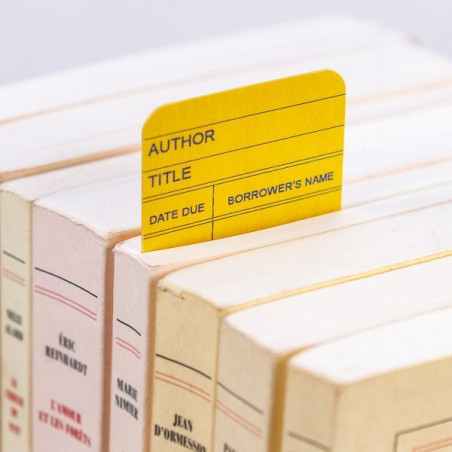 AUTHOR
TITLE
DATE DUE
BORROWER'S NAME
ÉRIC
REINHARDT
L'AMOUR
ET LES FORÊTS
MARIE
NIMIER
JEAN
D'ORMESSON